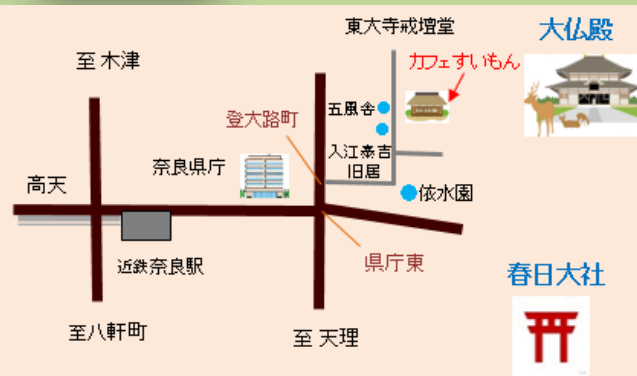 東大寺戒壇堂
大仏殿
至 木津
カフェすいもん
五風舎
登大路町
入江泰吉
旧居
奈良県庁
高天
依水園
近鉄奈良駅
県庁東
春日大社
至八軒町
至 天理